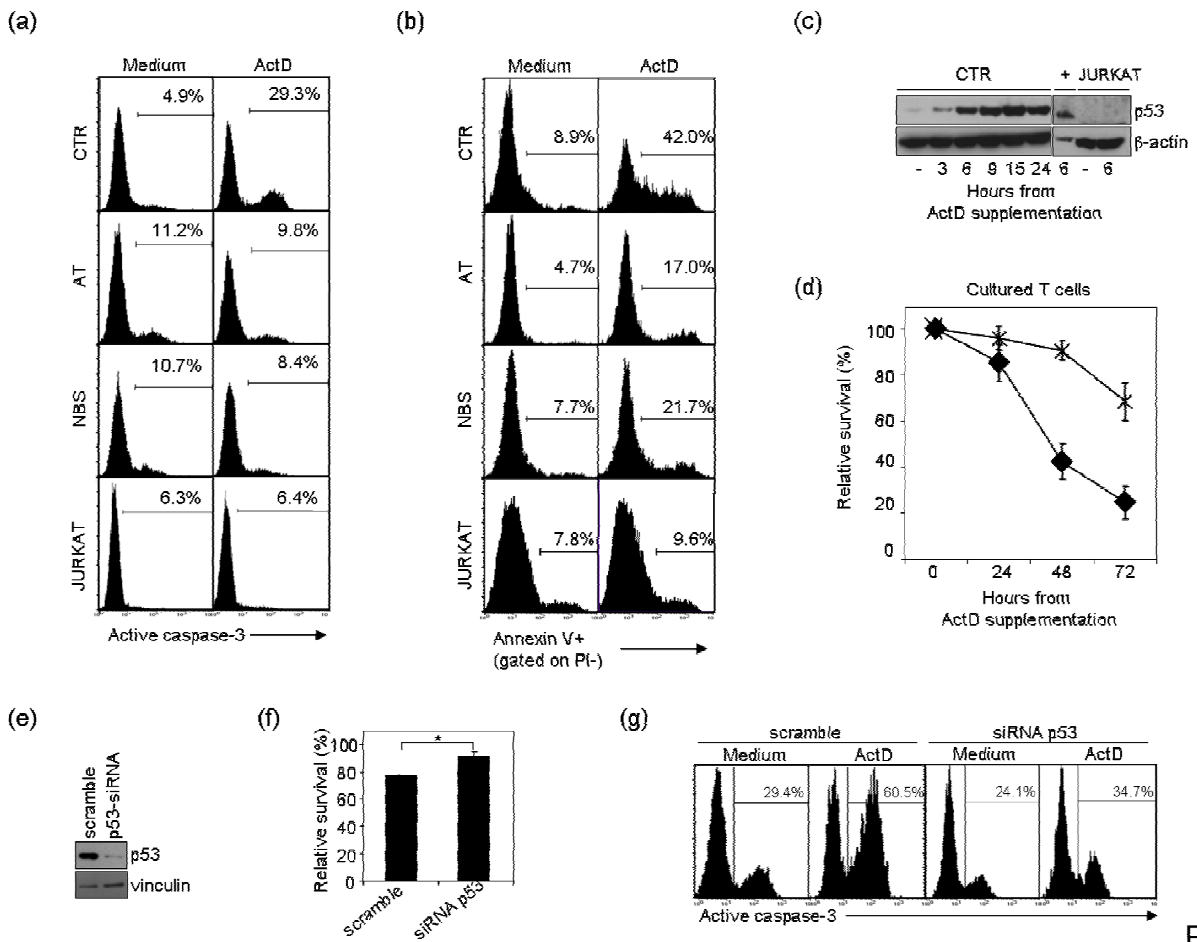 (a)
Medium ActD
CTR 4.9% 29.3%
AT 11.2% 9.8%
NBS 10.7% 8.4%
JURKAT 6.3% 6.4%
Active caspase-3
(b)
Medium ActD
CTR 8.9% 42.0%
AT 4.7% 17.0%
NBS 7.7% 21.7%
JURKAT 7.8% 9.6%
Annexin V+
(gated on PI-)
(c)
CTR + JURKAT
p53
β-actin
- 3 6 9 15 24 6 - 6
Hours from
ActD supplementation
(d)
Cultured T cells
Relative survival (%)
100
80
60
40
20
0
0 24 48 72
Hours from
ActD supplementation
(e)
scramble
p53-siRNA
p53
vinculin
(f)
Relative survival (%)
100
80
60
40
20
0
*
scramble
siRNA p53
(g)
scramble siRNA p53
Medium ActD Medium ActD
29.4% 60.5% 24.1% 34.7%
Active caspase-3
F